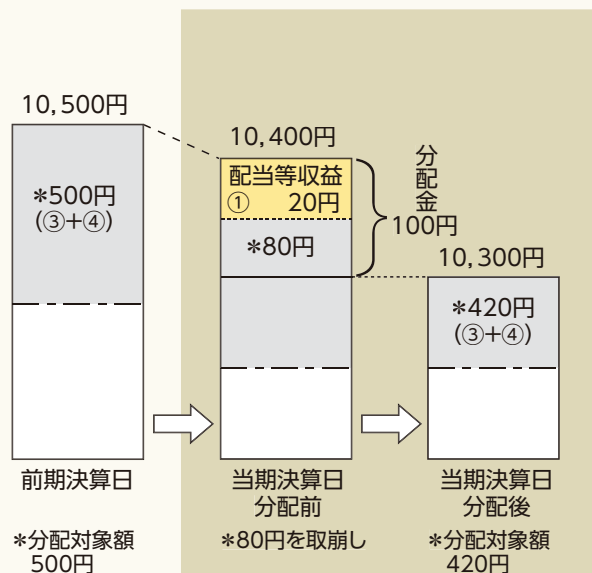 10,500円
*500円
(③+④)
前期決算日
*分配対象額
500円
10,400円
配当等収益
① 20円
*80円
分配金
100円
当期決算日
分配前
*80円を取崩し
10,300円
*420円
(③+④)
当期決算日
分配後
*分配対象額
420円